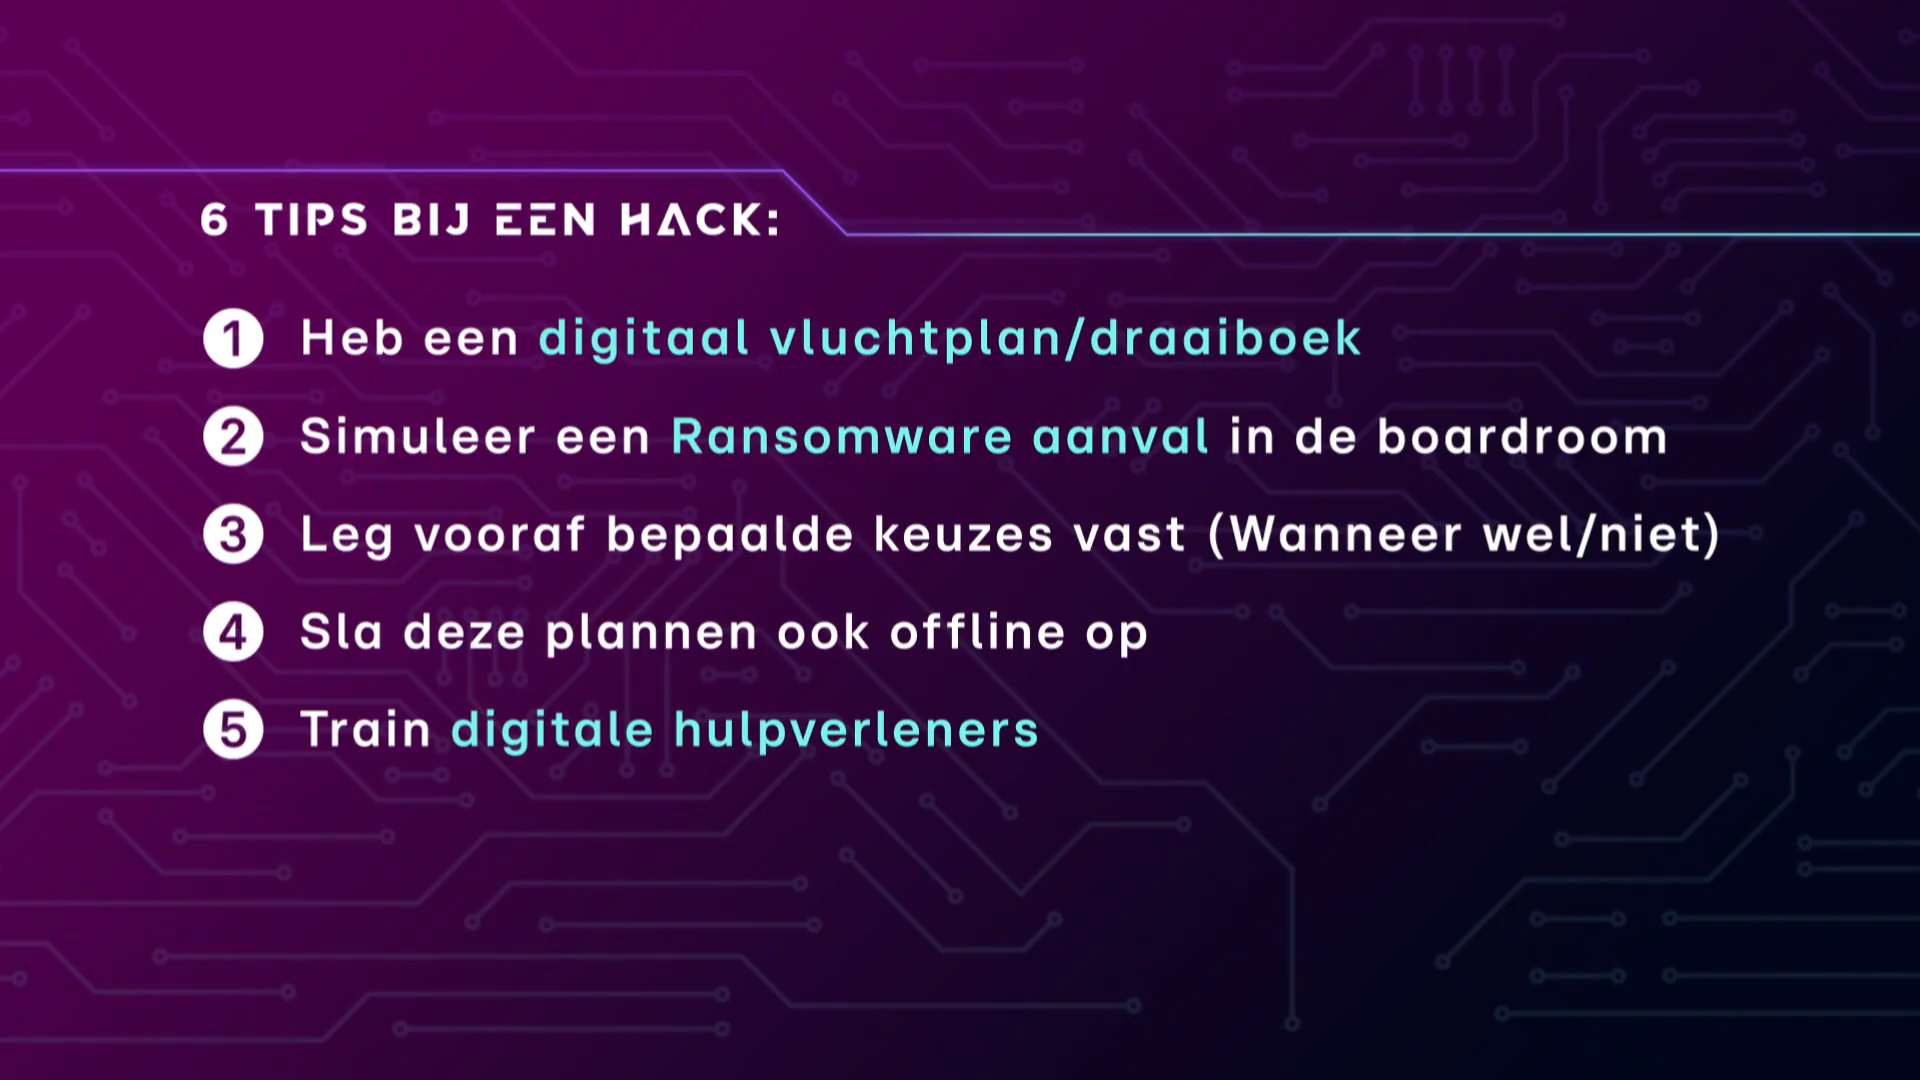 6 TIPS BIJ EEN HACK:
1 Heb een digitaal vluchtplan/draaiboek
2 Simuleer een Ransomware aanval in de boardroom
3 Leg vooraf bepaalde keuzes vast (Wanneer wel/niet)
4 Sla deze plannen ook offline op
5 Train digitale hulpverleners